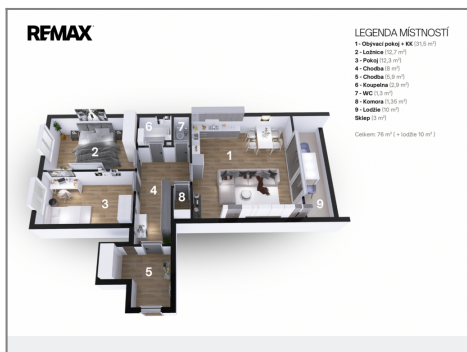 RE/MAX
LEGENDA MÍSTNOSTÍ
1 - Obývací pokoj + KK (31,5 m²)
2 - Ložnice (12,7 m²)
3 - Pokoj (12,3 m²)
4 - Chodba (8 m²)
5 - Chodba (5,9 m²)
6 - Koupelna (2,9 m²)
7 - WC (1,3 m²)
8 - Komora (1,35 m²)
9 - Lodžie (10 m²)
Sklep (3 m²)
Celkem: 76 m² ( + lodžie 10 m²)
6
7
1
2
4
3
8
9
5